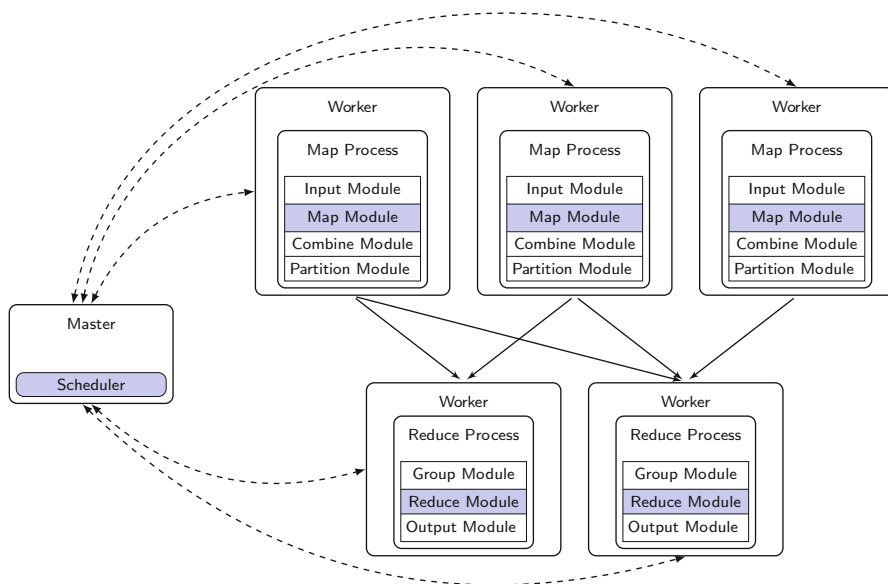 Worker
Map Process
Input Module
Map Module
Combine Module
Partition Module
Worker
Map Process
Input Module
Map Module
Combine Module
Partition Module
Worker
Map Process
Input Module
Map Module
Combine Module
Partition Module
Master
Scheduler
Worker
Reduce Process
Group Module
Reduce Module
Output Module
Worker
Reduce Process
Group Module
Reduce Module
Output Module